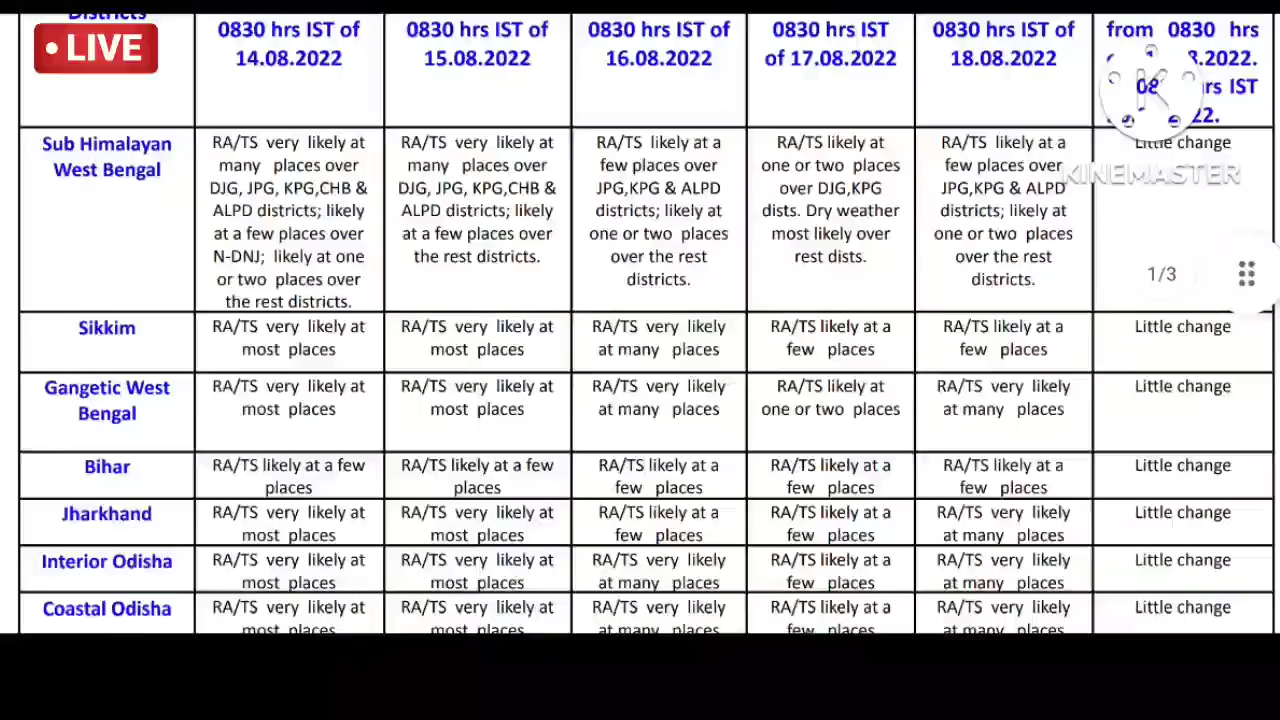 Districts
• LIVE
0830 hrs IST of
14.08.2022
0830 hrs IST of
15.08.2022
0830 hrs IST of
16.08.2022
0830 hrs IST
of 17.08.2022
0830 hrs IST of
18.08.2022
from 0830 hrs
.2022.
hrs IST
22.
K
KINEMASTER
1/3
Sub Himalayan
West Bengal
RA/TS very likely at
many places over
DJG, JPG, KPG,CHB &
ALPD districts; likely
at a few places over
N-DNJ; likely at one
or two places over
the rest districts.
RA/TS very likely at
many places over
DJG, JPG, KPG,CHB &
ALPD districts; likely
at a few places over
the rest districts.
RA/TS likely at a
few places over
JPG,KPG & ALPD
districts; likely at
one or two places
over the rest
districts.
RA/TS likely at
one or two places
over DJG,KPG
dists. Dry weather
most likely over
rest dists.
RA/TS likely at a
few places over
JPG,KPG & ALPD
districts; likely at
one or two places
over the rest
districts.
Little change
Sikkim
RA/TS very likely at
most places
RA/TS very likely at
most places
RA/TS very likely
at many places
RA/TS likely at a
few places
RA/TS likely at a
few places
Little change
Gangetic West
Bengal
RA/TS very likely at
most places
RA/TS very likely at
most places
RA/TS very likely
at many places
RA/TS likely at
one or two places
RA/TS very likely
at many places
Little change
Bihar
RA/TS likely at a few
places
RA/TS likely at a few
places
RA/TS likely at a
few places
RA/TS likely at a
few places
RA/TS likely at a
few places
Little change
Jharkhand
RA/TS very likely at
most places
RA/TS very likely at
most places
RA/TS likely at a
few places
RA/TS likely at a
few places
RA/TS very likely
at many places
Little change
Interior Odisha
RA/TS very likely at
most places
RA/TS very likely at
most places
RA/TS very likely
at many places
RA/TS likely at a
few places
RA/TS very likely
at many places
Little change
Coastal Odisha
RA/TS very likely at
most places
RA/TS very likely at
most places
RA/TS very likely
at many places
RA/TS likely at a
few places
RA/TS very likely
at many places
Little change